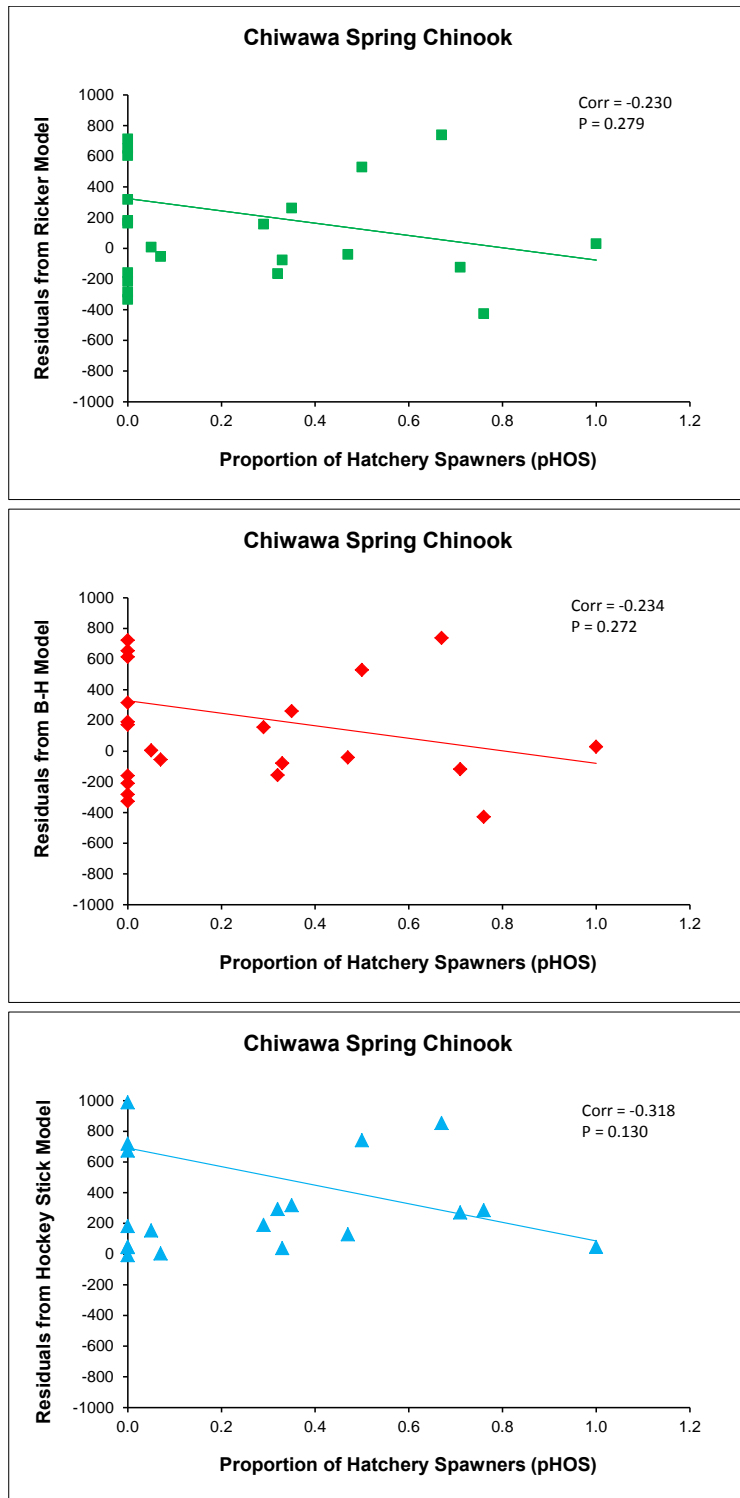 Chiwawa Spring Chinook
Corr = -0.230
P = 0.279
Residuals from Ricker Model
1000
800
600
400
200
0
-200
-400
-600
-800
-1000
0.0 0.2 0.4 0.6 0.8 1.0 1.2
Proportion of Hatchery Spawners (pHOS)
Chiwawa Spring Chinook
Corr = -0.234
P = 0.272
Residuals from B-H Model
1000
800
600
400
200
0
-200
-400
-600
-800
-1000
0.0 0.2 0.4 0.6 0.8 1.0 1.2
Proportion of Hatchery Spawners (pHOS)
Chiwawa Spring Chinook
Corr = -0.318
P = 0.130
Residuals from Hockey Stick Model
1000
800
600
400
200
0
-200
-400
-600
-800
-1000
0.0 0.2 0.4 0.6 0.8 1.0 1.2
Proportion of Hatchery Spawners (pHOS)